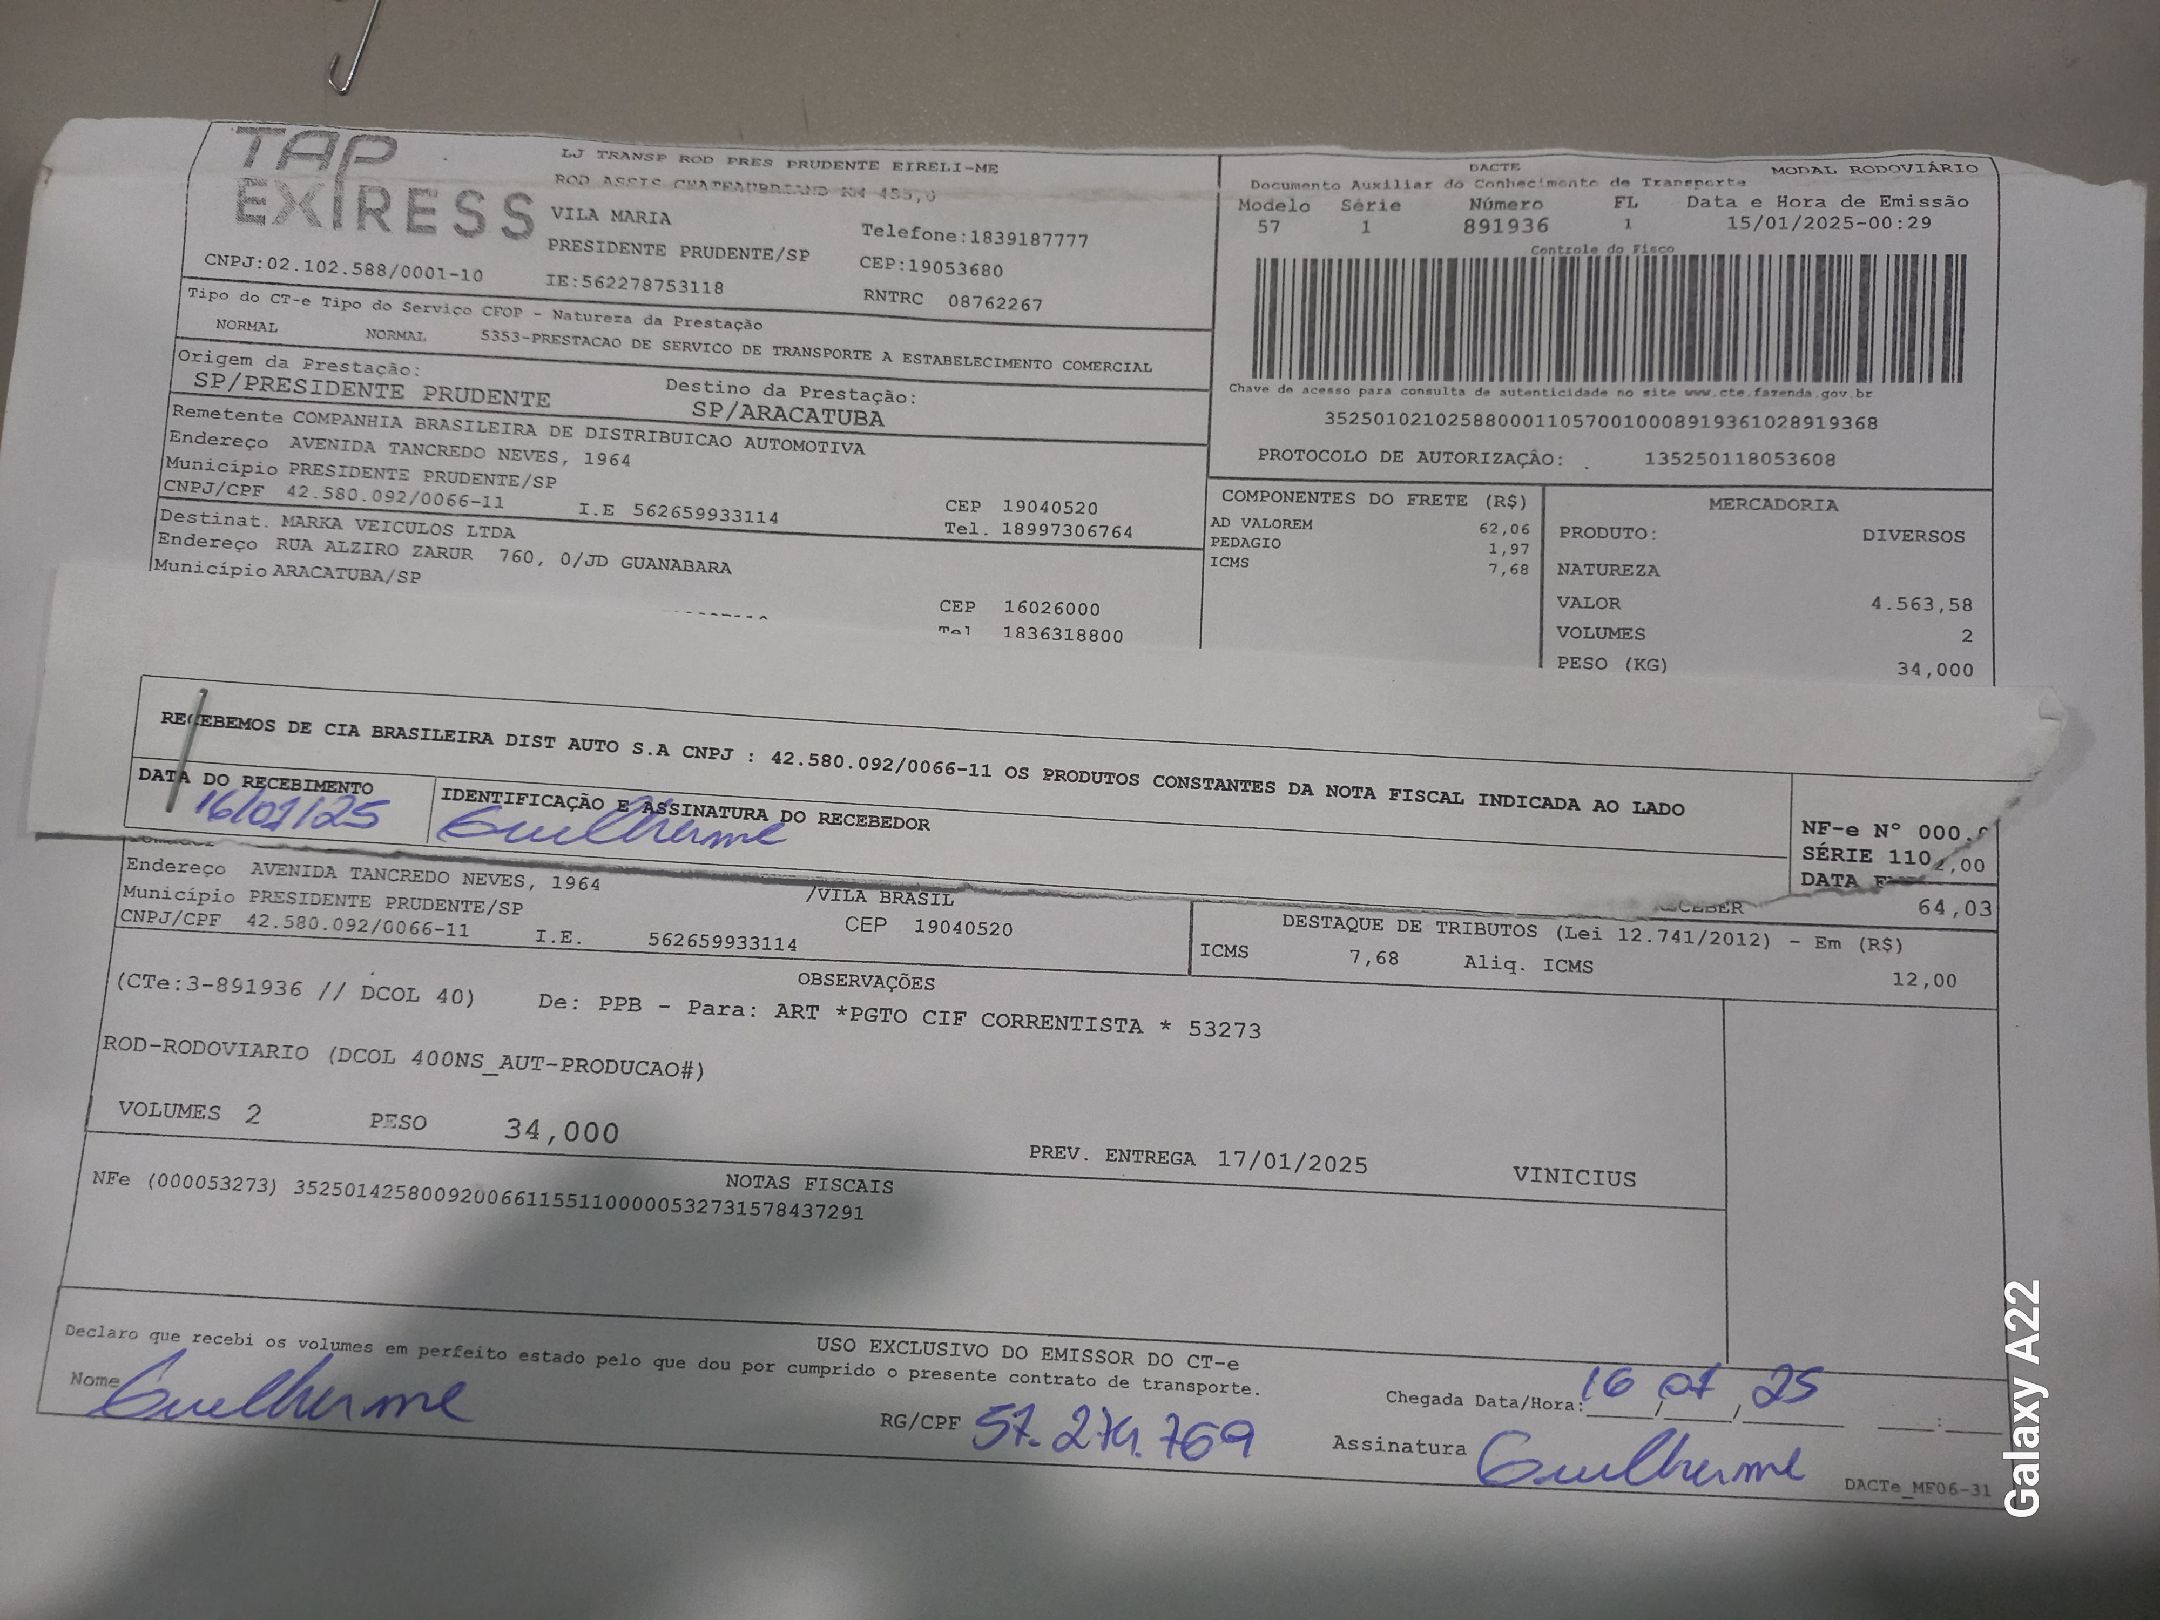 TAP
EXPRESS
LJ TRANSP ROD PRES PRUDENTE EIRELI-ME
ROD ASSIS CHATEAUBRIAND KM 455,0
VILA MARIA
Telefone:1839187777
PRESIDENTE PRUDENTE/SP
CEP:19053680
CNPJ:02.102.588/0001-10
IE:562278753118
RNTRC 08762267
DACTE
MODAL RODOVIÁRIO
Documento Auxiliar do Conhecimento de Transporte
Modelo Série Número FL Data e Hora de Emissão
57 1 891936 1 15/01/2025-00:29
Controle do Fisco
Chave de acesso para consulta de autenticidade no site www.cte.fazenda.gov.br
35250102102588000110570010008919361028919368
PROTOCOLO DE AUTORIZAÇÃO: 135250118053608
Tipo do CT-e Tipo do Serviço CFOP - Natureza da Prestação
NORMAL NORMAL 5353-PRESTACAO DE SERVICO DE TRANSPORTE A ESTABELECIMENTO COMERCIAL
Origem da Prestação:
SP/PRESIDENTE PRUDENTE
Destino da Prestação:
SP/ARACATUBA
Remetente COMPANHIA BRASILEIRA DE DISTRIBUICAO AUTOMOTIVA
Endereço AVENIDA TANCREDO NEVES, 1964
Município PRESIDENTE PRUDENTE/SP
CEP 19040520
CNPJ/CPF 42.580.092/0066-11 I.E 562659933114
Tel. 18997306764
Destinat. MARKA VEICULOS LTDA
Endereço RUA ALZIRO ZARUR 760, 0/JD GUANABARA
Município ARACATUBA/SP
CEP 16026000
Tel 1836318800
COMPONENTES DO FRETE (R$)
AD VALOREM 62,06
PEDAGIO 1,97
ICMS 7,68
MERCADORIA
PRODUTO: DIVERSOS
NATUREZA
VALOR 4.563,58
VOLUMES 2
PESO (KG) 34,000
RECEBEMOS DE CIA BRASILEIRA DIST AUTO S.A CNPJ : 42.580.092/0066-11 OS PRODUTOS CONSTANTES DA NOTA FISCAL INDICADA AO LADO
DATA DO RECEBIMENTO
16/01/25
IDENTIFICAÇÃO E ASSINATURA DO RECEBEDOR
Guilherme
NF-e Nº 000.
SÉRIE 110
DATA
,00
64,03
Endereço AVENIDA TANCREDO NEVES, 1964
/VILA BRASIL
Município PRESIDENTE PRUDENTE/SP
CEP 19040520
CNPJ/CPF 42.580.092/0066-11 I.E. 562659933114
DESTAQUE DE TRIBUTOS (Lei 12.741/2012) - Em (R$)
ICMS 7,68 Aliq. ICMS 12,00
OBSERVAÇÕES
(CTe:3-891936 // DCOL 40) De: PPB - Para: ART *PGTO CIF CORRENTISTA * 53273
ROD-RODOVIARIO (DCOL 400NS_AUT-PRODUCAO#)
VOLUMES 2 PESO 34,000
PREV. ENTREGA 17/01/2025 VINICIUS
NOTAS FISCAIS
NFe (000053273) 35250142580092006611551100000532731578437291
USO EXCLUSIVO DO EMISSOR DO CT-e
Declaro que recebi os volumes em perfeito estado pelo que dou por cumprido o presente contrato de transporte.
Nome Guilherme
RG/CPF 57.274.769
Chegada Data/Hora: 16/01/25 :
Assinatura Guilherme
DACTe_MF06-31
Galaxy A22